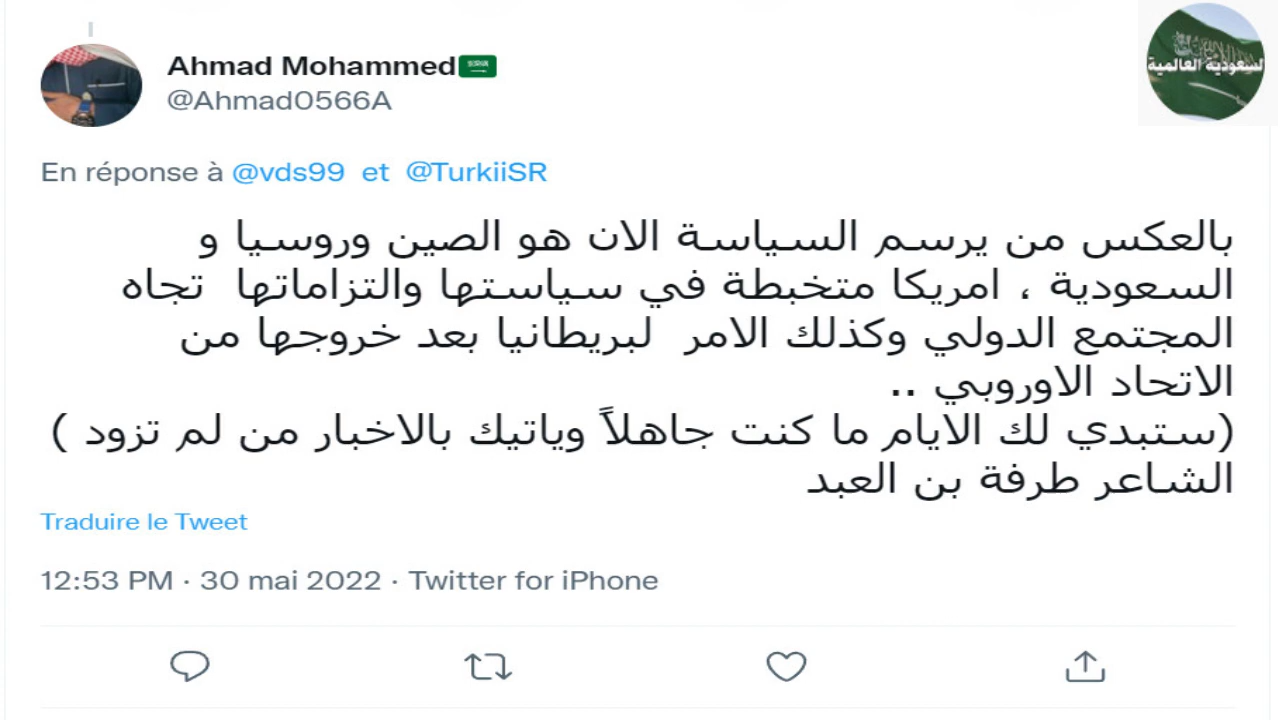 Ahmad Mohammed
@Ahmad0566A
السعودية العالمية
En réponse à @vds99 et @TurkiiSR
بالعكس من يرسم السياسة الان هو الصين وروسيا و
السعودية ، امريكا متخبطة في سياستها والتزاماتها تجاه
المجتمع الدولي وكذلك الامر لبريطانيا بعد خروجها من
الاتحاد الاوروبي ..
(ستبدي لك الايام ما كنت جاهلاً وياتيك بالاخبار من لم تزود )
الشاعر طرفة بن العبد
Traduire le Tweet
12:53 PM · 30 mai 2022 · Twitter for iPhone